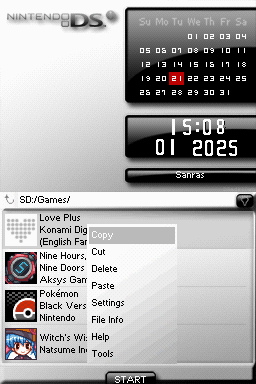 NINTENDODSi
Su Mo Tu We Th Fr Sa
01 02 03 04
05 06 07 08 09 10 11
12 13 14 15 16 17 18
19 20 21 22 23 24 25
26 27 28 29 30 31
15:08
01 2025
Sanras
SD:/Games/
Love Plus
Konami Dig
(English Fan
Nine Hours,
Nine Doors
Aksys Gam
Pokémon
Black Vers
Nintendo
Witch's Wis
Natsume Inc
Copy
Cut
Delete
Paste
Settings
File Info
Help
Tools
START